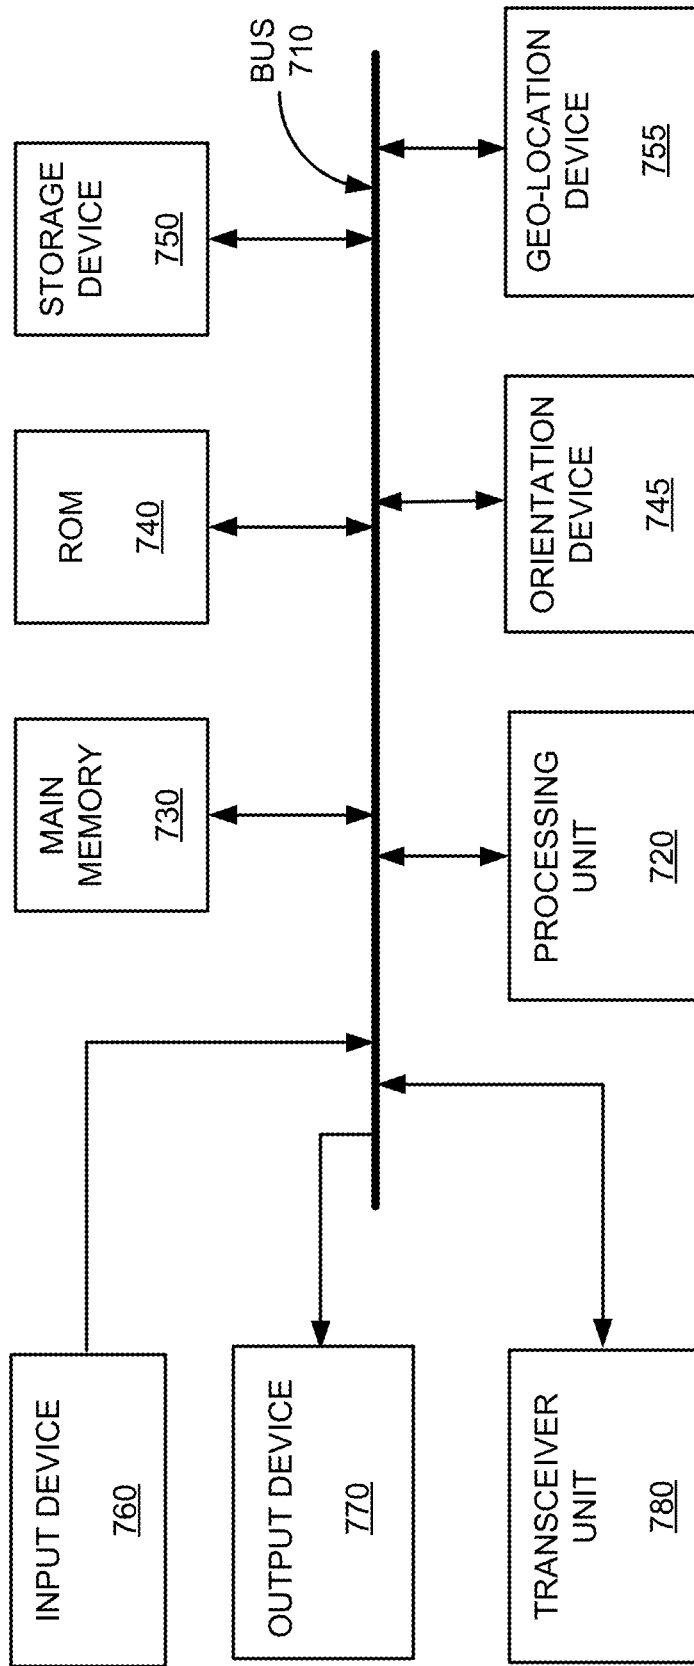 INPUT DEVICE
760
OUTPUT DEVICE
770
TRANSCEIVER
UNIT
780
MAIN
MEMORY
730
ROM
740
STORAGE
DEVICE
750
BUS
710
PROCESSING
UNIT
720
ORIENTATION
DEVICE
745
GEO-LOCATION
DEVICE
755